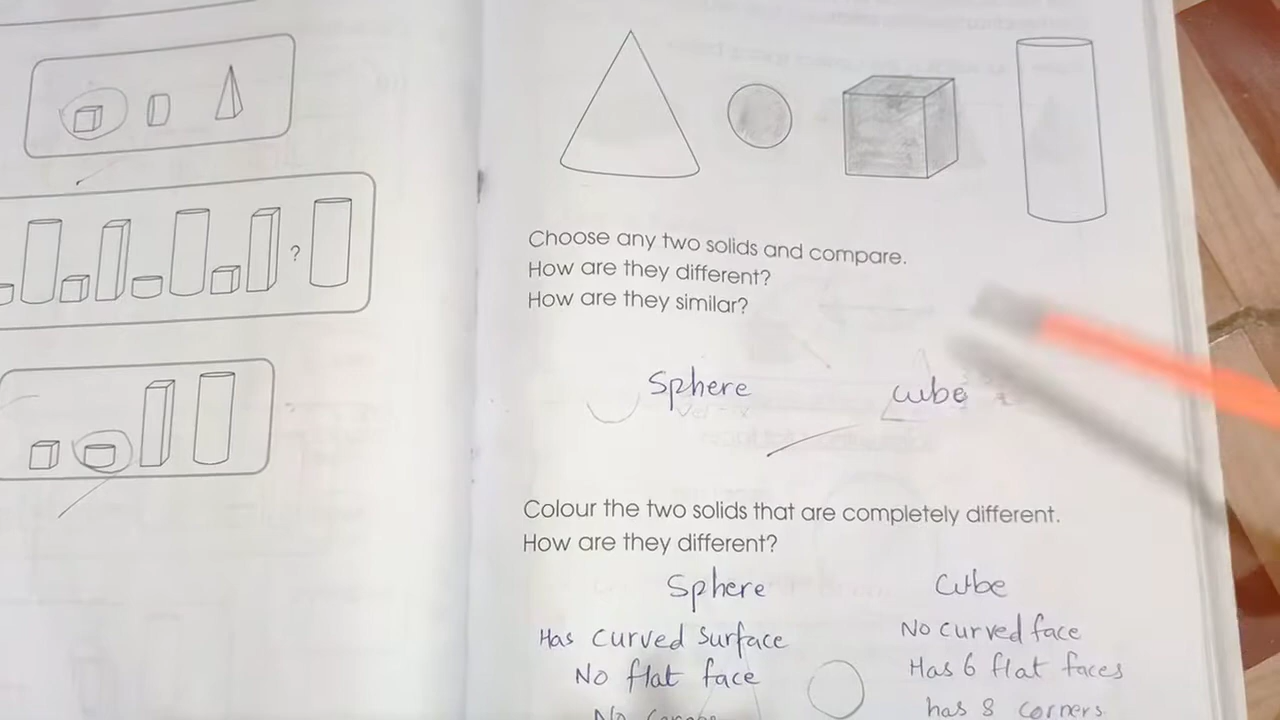 ?
Choose any two solids and compare.
How are they different?
How are they similar?
Sphere cube
Colour the two solids that are completely different.
How are they different?
Sphere Cube
Has curved surface No curved face
No flat face Has 6 flat faces
No has 8 corners